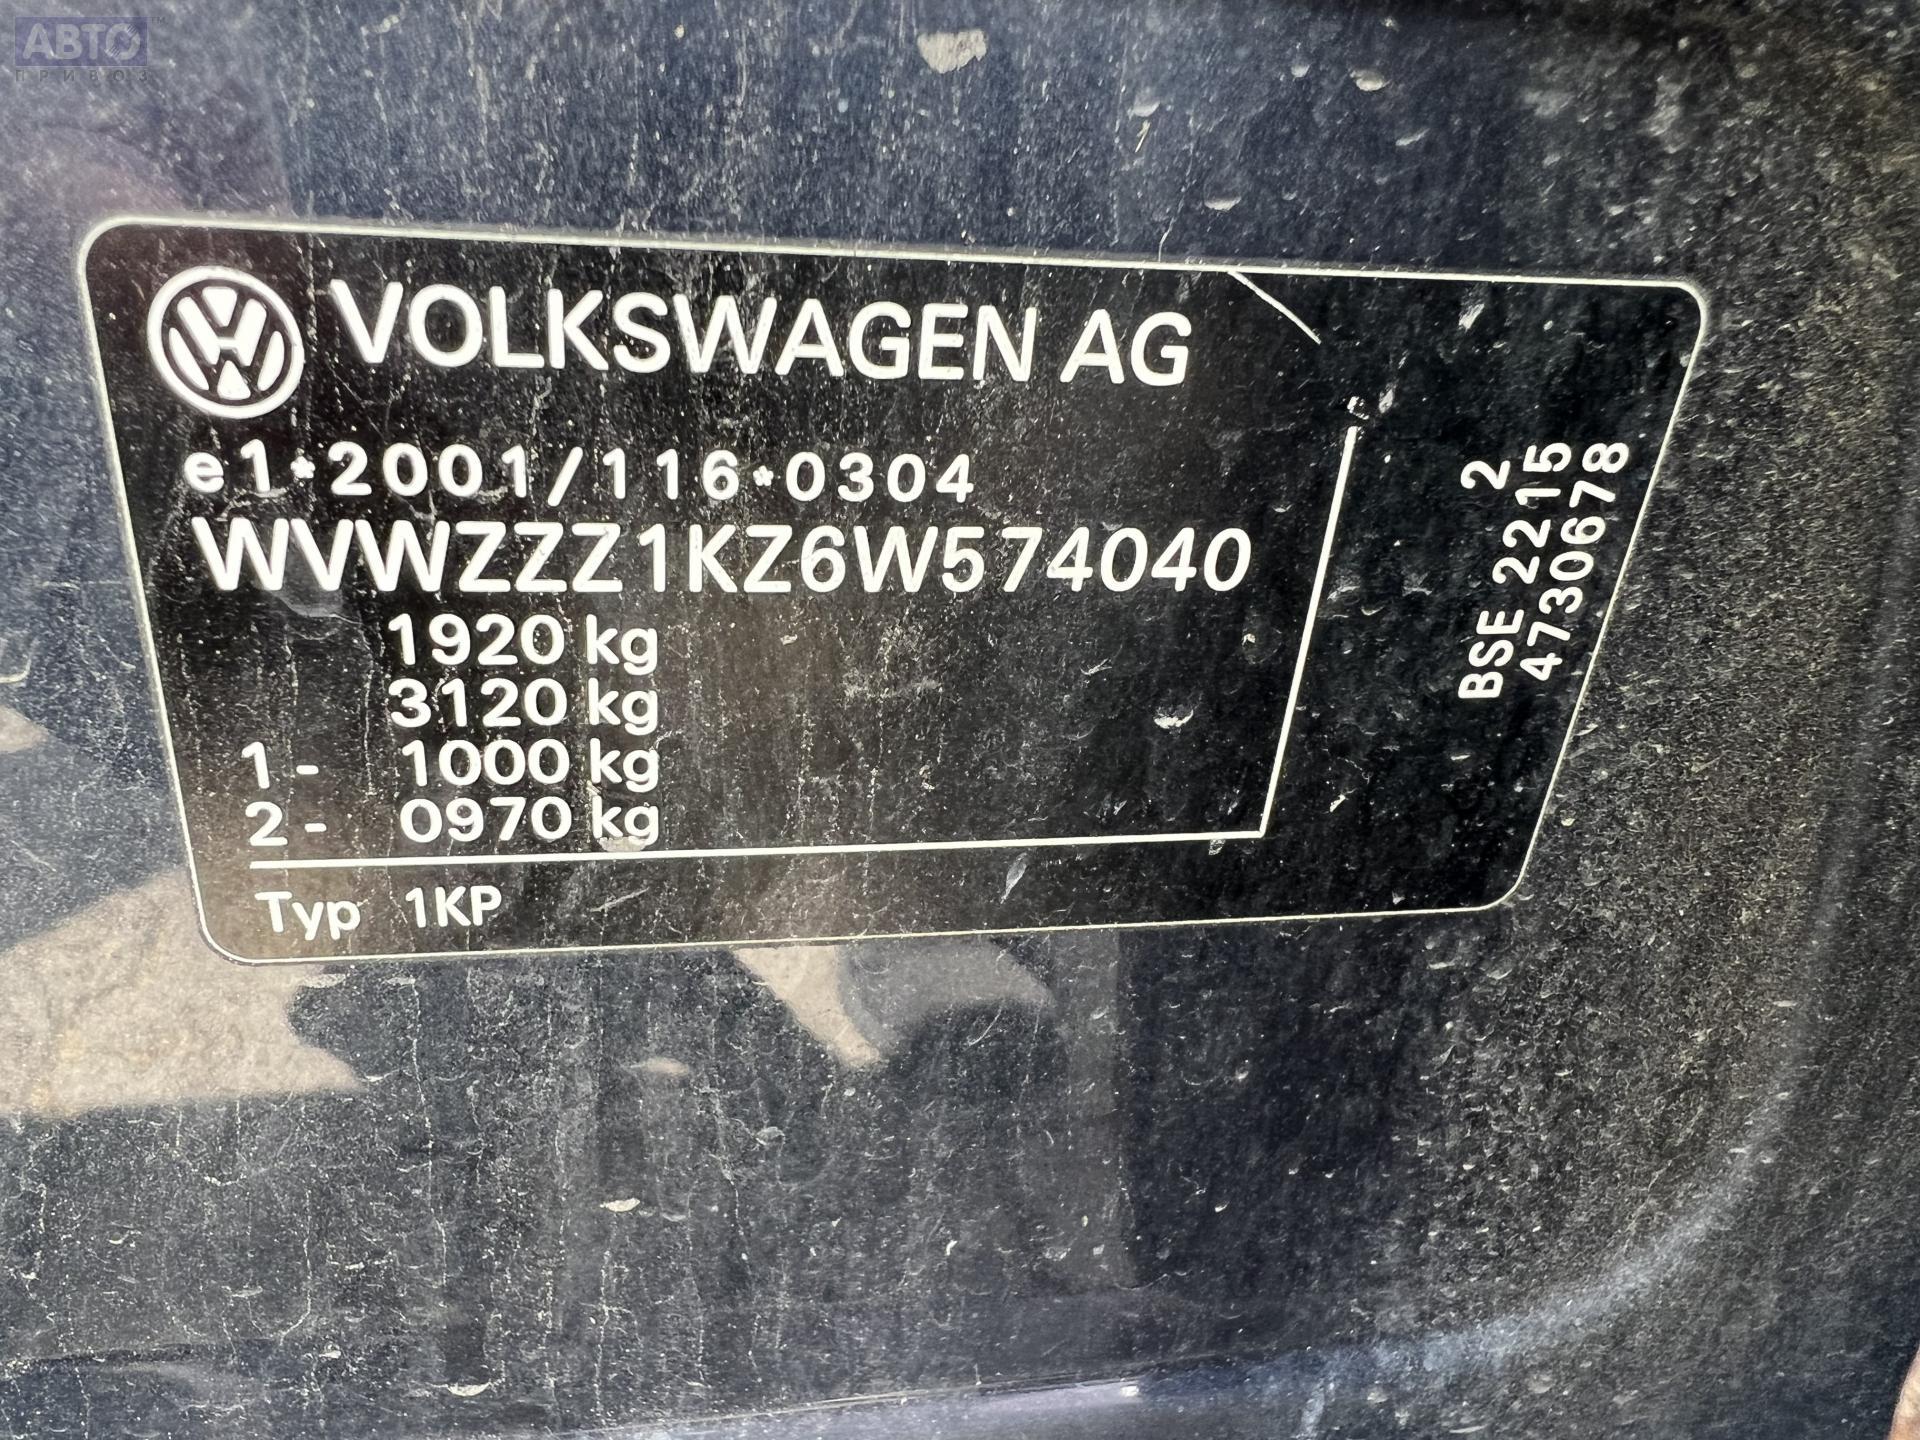 АВТО
ПРИВОЗ
VOLKSWAGEN AG
e1*2001/116*0304
WVWZZZ1KZ6W574040
1920 kg
3120 kg
1- 1000 kg
2- 0970 kg
Typ 1KP
BSE 2215 2
4730678